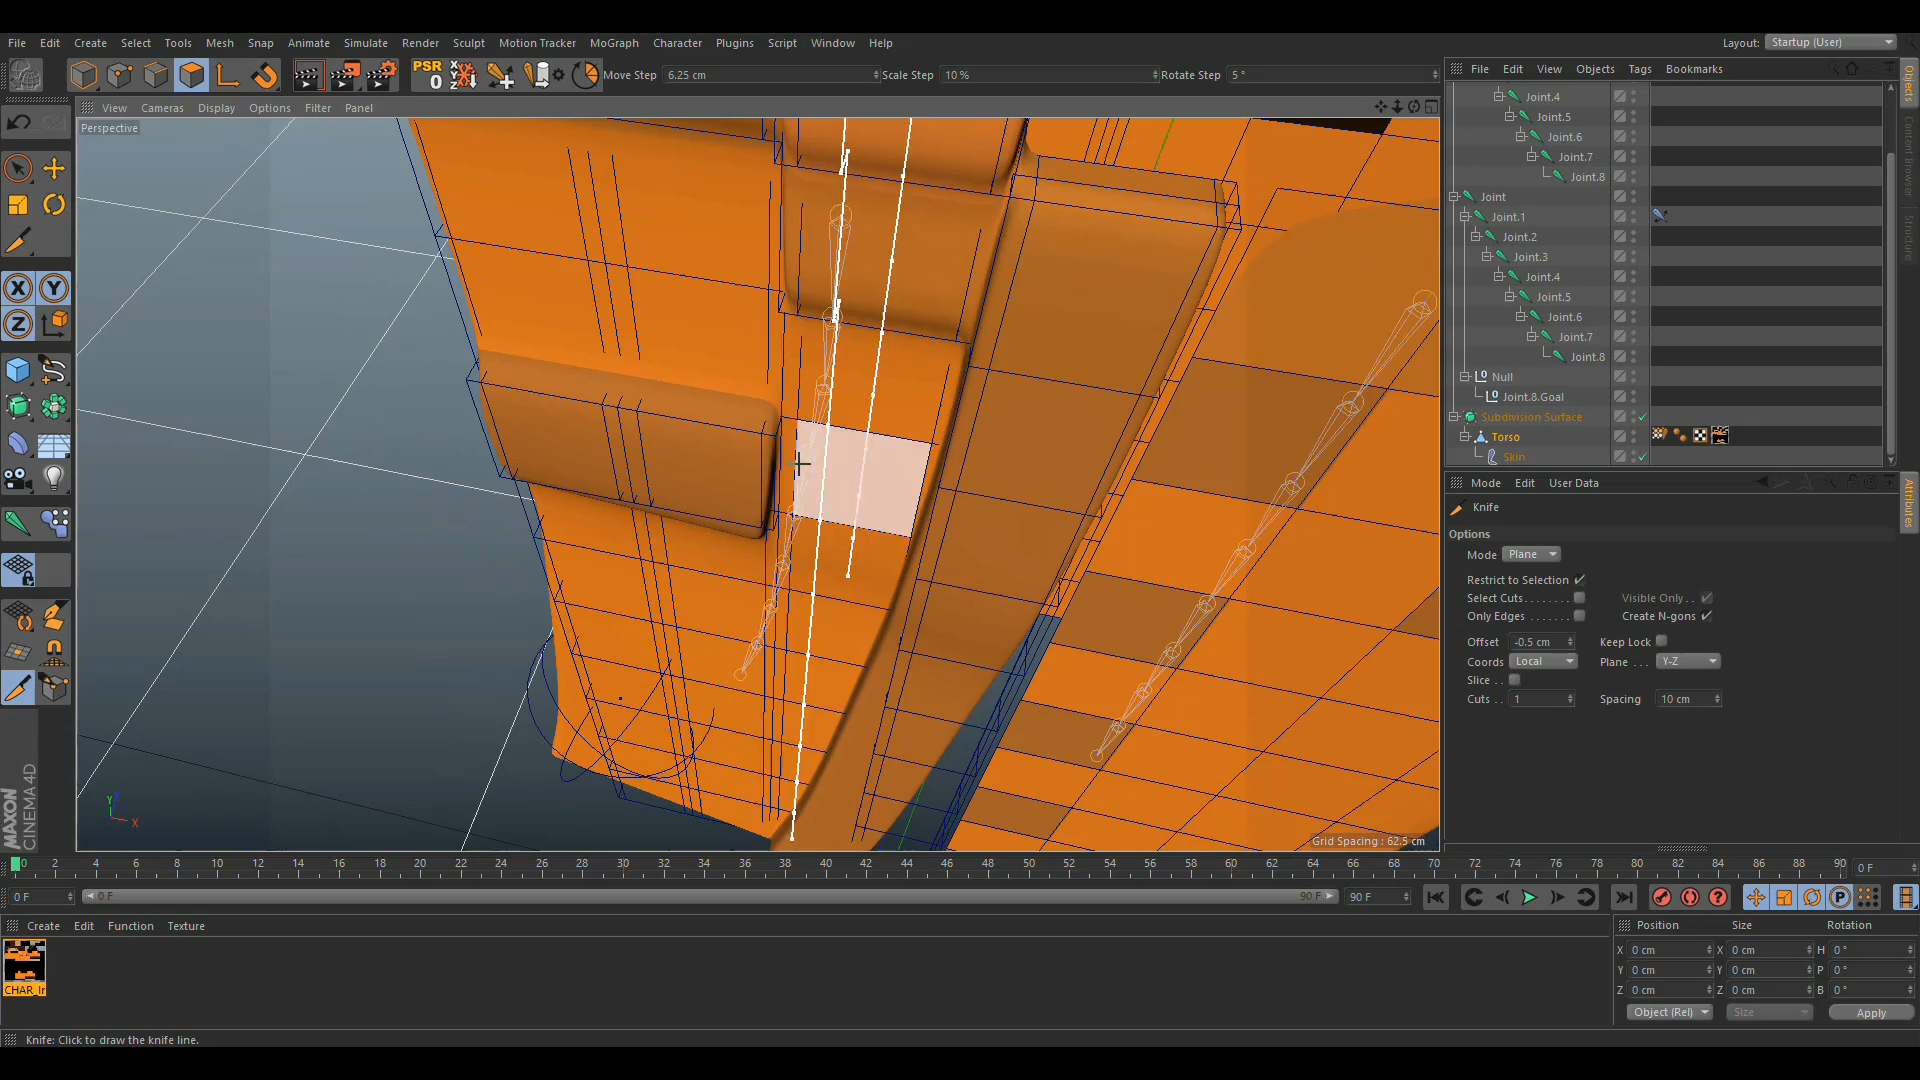 File Edit Create Select Tools Mesh Snap Animate Simulate Render Sculpt Motion Tracker MoGraph Character Plugins Script Window Help
Layout: Startup (User)
PSR
0
Move Step 6.25 cm Scale Step 10 % Rotate Step 5 °
View Cameras Display Options Filter Panel
Perspective
Grid Spacing : 62.5 cm
X Y
Z
File Edit View Objects Tags Bookmarks
Joint.4
Joint.5
Joint.6
Joint.7
Joint.8
Joint
Joint.1
Joint.2
Joint.3
Joint.4
Joint.5
Joint.6
Joint.7
Joint.8
Null
Joint.8.Goal
Subdivision Surface
Torso
Skin
Objects
Content Browser
Structure
Mode Edit User Data
Attributes
Knife
Options
Mode Plane
Restrict to Selection
Select Cuts. . . . . . . . Visible Only . .
Only Edges . . . . . . . Create N-gons
Offset -0.5 cm Keep Lock
Coords Local Plane . . . Y-Z
Slice . .
Cuts . . 1 Spacing 10 cm
MAXON
CINEMA 4D
0 2 4 6 8 10 12 14 16 18 20 22 24 26 28 30 32 34 36 38 40 42 44 46 48 50 52 54 56 58 60 62 64 66 68 70 72 74 76 78 80 82 84 86 88 90 0 F
0 F 0 F 90 F 90 F
Create Edit Function Texture
CHAR_Ir
Position Size Rotation
X 0 cm X 0 cm H 0 °
Y 0 cm Y 0 cm P 0 °
Z 0 cm Z 0 cm B 0 °
Object (Rel) Size Apply
Knife: Click to draw the knife line.